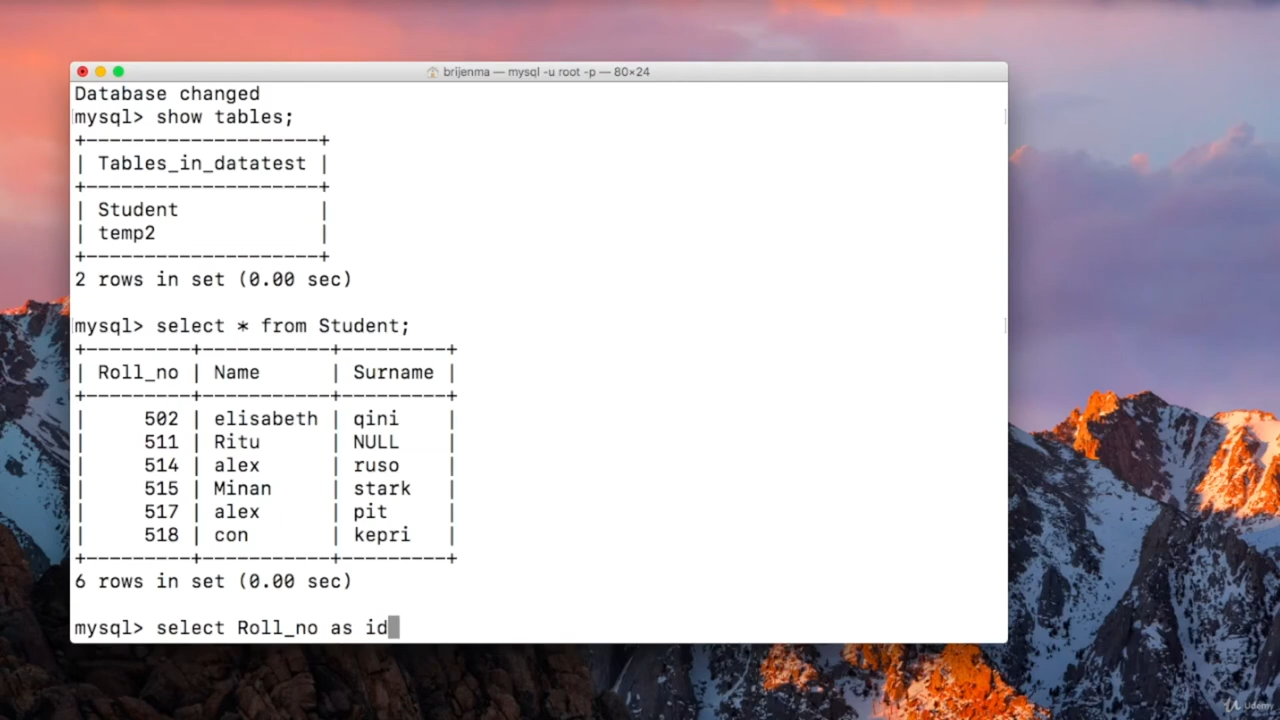 brijenma — mysql -u root -p — 80×24
Database changed
mysql> show tables;
+--------------------+
| Tables_in_datatest |
+--------------------+
| Student            |
| temp2              |
+--------------------+
2 rows in set (0.00 sec)
mysql> select * from Student;
+---------+-----------+---------+
| Roll_no | Name      | Surname |
+---------+-----------+---------+
|     502 | elisabeth | qini    |
|     511 | Ritu      | NULL    |
|     514 | alex      | ruso    |
|     515 | Minan     | stark   |
|     517 | alex      | pit     |
|     518 | con       | kepri   |
+---------+-----------+---------+
6 rows in set (0.00 sec)
mysql> select Roll_no as id
Udemy